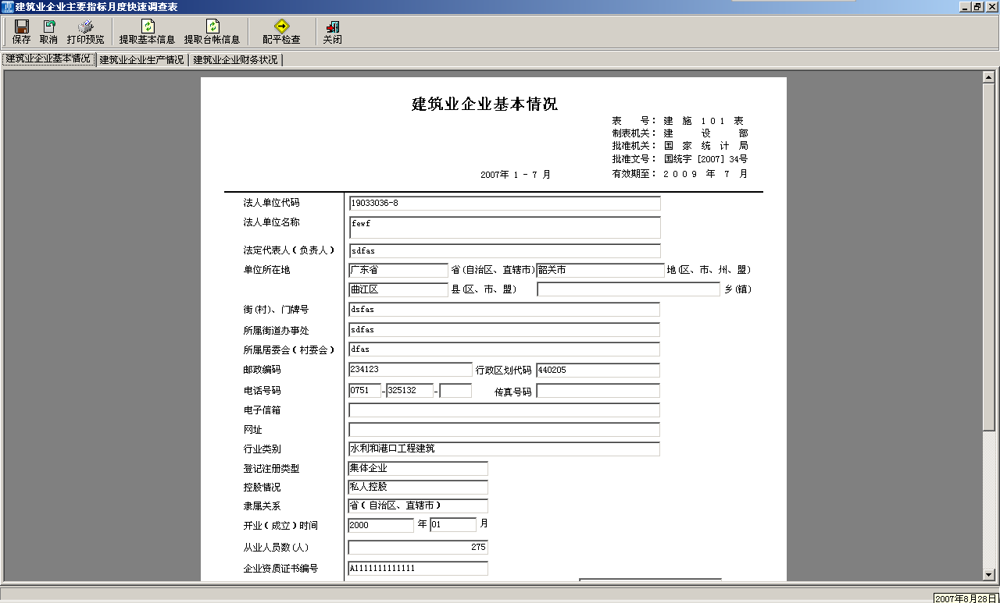 建筑业企业主要指标月度快速调查表
保存 取消 打印预览 提取基本信息 提取台帐信息 配平检查 关闭
建筑业企业基本情况 建筑业企业生产情况 建筑业企业财务状况
建筑业企业基本情况
表 号： 建 施 1 0 1 表
制表机关： 建 设 部
批准机关： 国 家 统 计 局
批准文号： 国统字 [2007] 34号
2007年 1 - 7 月
有效期至： 2 0 0 9 年 7 月
法人单位代码 19033036-8
法人单位名称 fewf
法定代表人（负责人） sdfas
单位所在地 广东省 省(自治区、直辖市) 韶关市 地(区、市、州、盟)
曲江区 县(区、市、盟) 乡(镇)
街(村)、门牌号 dsfas
所属街道办事处 sdfas
所属居委会（村委会） dfas
邮政编码 234123 行政区划代码 440205
电话号码 0751 - 325132 - 传真号码
电子信箱
网址
行业类别 水利和港口工程建筑
登记注册类型 集体企业
控股情况 私人控股
隶属关系 省（自治区、直辖市）
开业（成立）时间 2000 年 01 月
从业人员数(人) 275
企业资质证书编号 A1111111111111
2007年8月28日